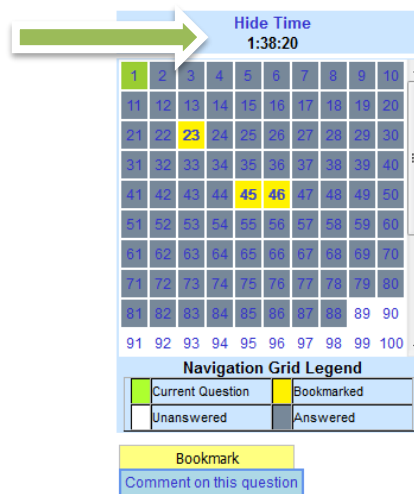 Hide Time
1:38:20
1 2 3 4 5 6 7 8 9 10
11 12 13 14 15 16 17 18 19 20
21 22 23 24 25 26 27 28 29 30
31 32 33 34 35 36 37 38 39 40
41 42 43 44 45 46 47 48 49 50
51 52 53 54 55 56 57 58 59 60
61 62 63 64 65 66 67 68 69 70
71 72 73 74 75 76 77 78 79 80
81 82 83 84 85 86 87 88 89 90
91 92 93 94 95 96 97 98 99 100
Navigation Grid Legend
Current Question Bookmarked
Unanswered Answered
Bookmark
Comment on this question